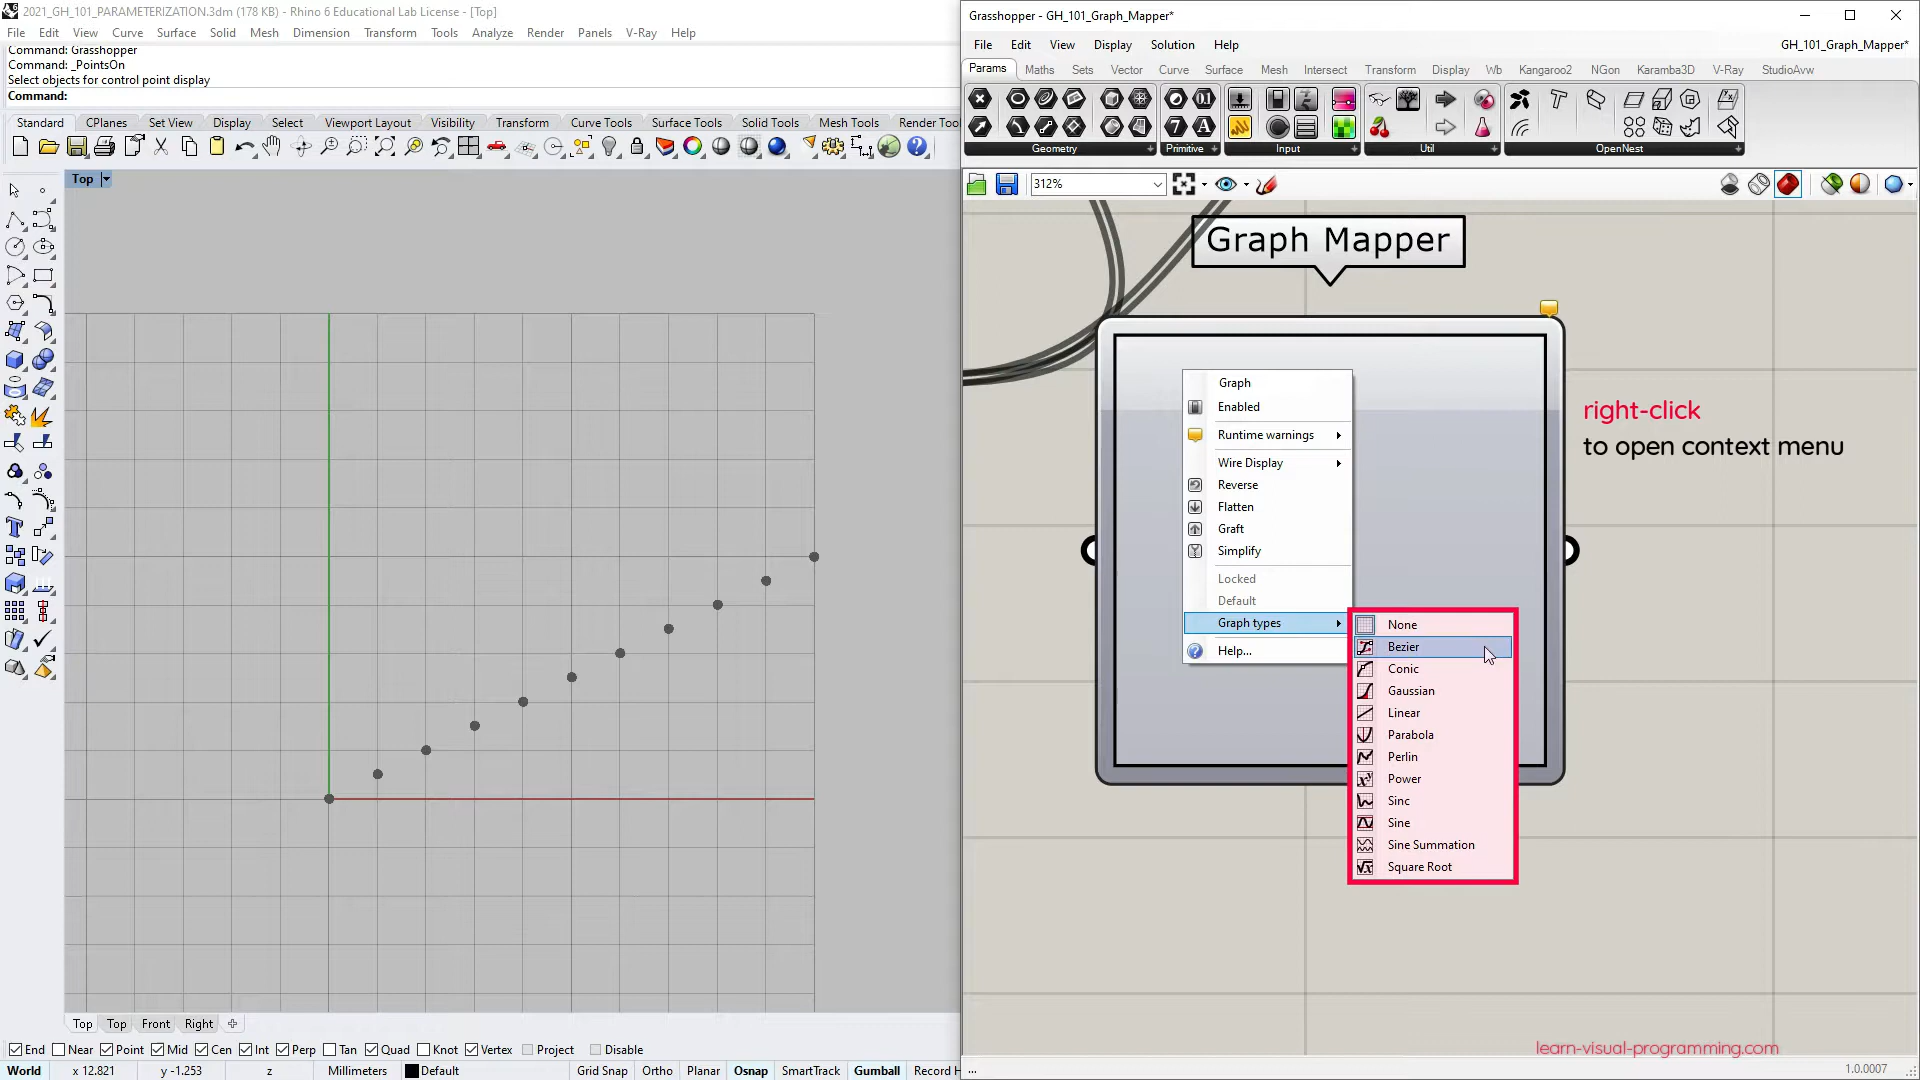 2021_GH_101_PARAMETERIZATION.3dm (178 KB) - Rhino 6 Educational Lab License - [Top]
File Edit View Curve Surface Solid Mesh Dimension Transform Tools Analyze Render Panels V-Ray Help
Command: Grasshopper
Command: _PointsOn
Select objects for control point display
Command:
Standard CPlanes Set View Display Select Viewport Layout Visibility Transform Curve Tools Surface Tools Solid Tools Mesh Tools Render Too
Top
Top Top Front Right
End Near Point Mid Cen Int Perp Tan Quad Knot Vertex Project Disable
World x 12.821 y -1.253 z Millimeters Default Grid Snap Ortho Planar Osnap SmartTrack Gumball Record H
Grasshopper - GH_101_Graph_Mapper*
File Edit View Display Solution Help GH_101_Graph_Mapper*
Params Maths Sets Vector Curve Surface Mesh Intersect Transform Display Wb Kangaroo2 NGon Karamba3D V-Ray StudioAvw
Geometry Primitive Input Util OpenNest
312%
Graph Mapper
Graph
Enabled
Runtime warnings
Wire Display
Reverse
Flatten
Graft
Simplify
Locked
Default
Graph types
Help...
None
Bezier
Conic
Gaussian
Linear
Parabola
Perlin
Power
Sinc
Sine
Sine Summation
Square Root
right-click
to open context menu
learn-visual-programming.com
... 1.0.0007